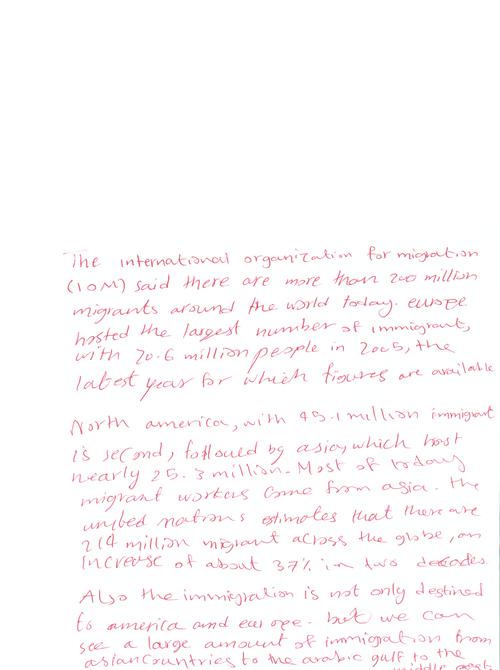 The international organization for migration
(IOM) said there are more than 200 million
migrants around the world today. europe
hosted the largest number of immigrant,
with 70.6 million people in 2005, the
latest year for which figures are available
North america, with 45.1 million immigrant
is second, followed by asia, which host
nearly 25.3 million. Most of today
migrant workers come from asia. the
united nations estimates that there are
214 million migrant across the globe, an
Increase of about 37% in two decades
Also the immigration is not only destined
to america and europe. but we can
see a large amount of immigration from
asian countries to the arabic gulf to the
middle east